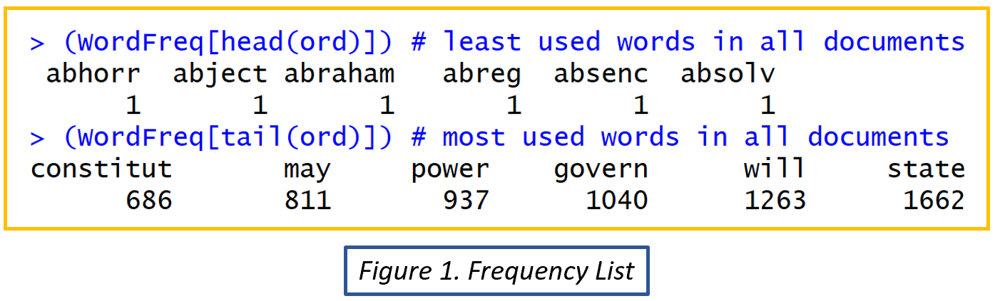 > (WordFreq[head(ord)]) # least used words in all documents
abhorr abject abraham abreg absenc absolv
1 1 1 1 1 1
> (WordFreq[tail(ord)]) # most used words in all documents
constitut may power govern will state
686 811 937 1040 1263 1662
Figure 1. Frequency List